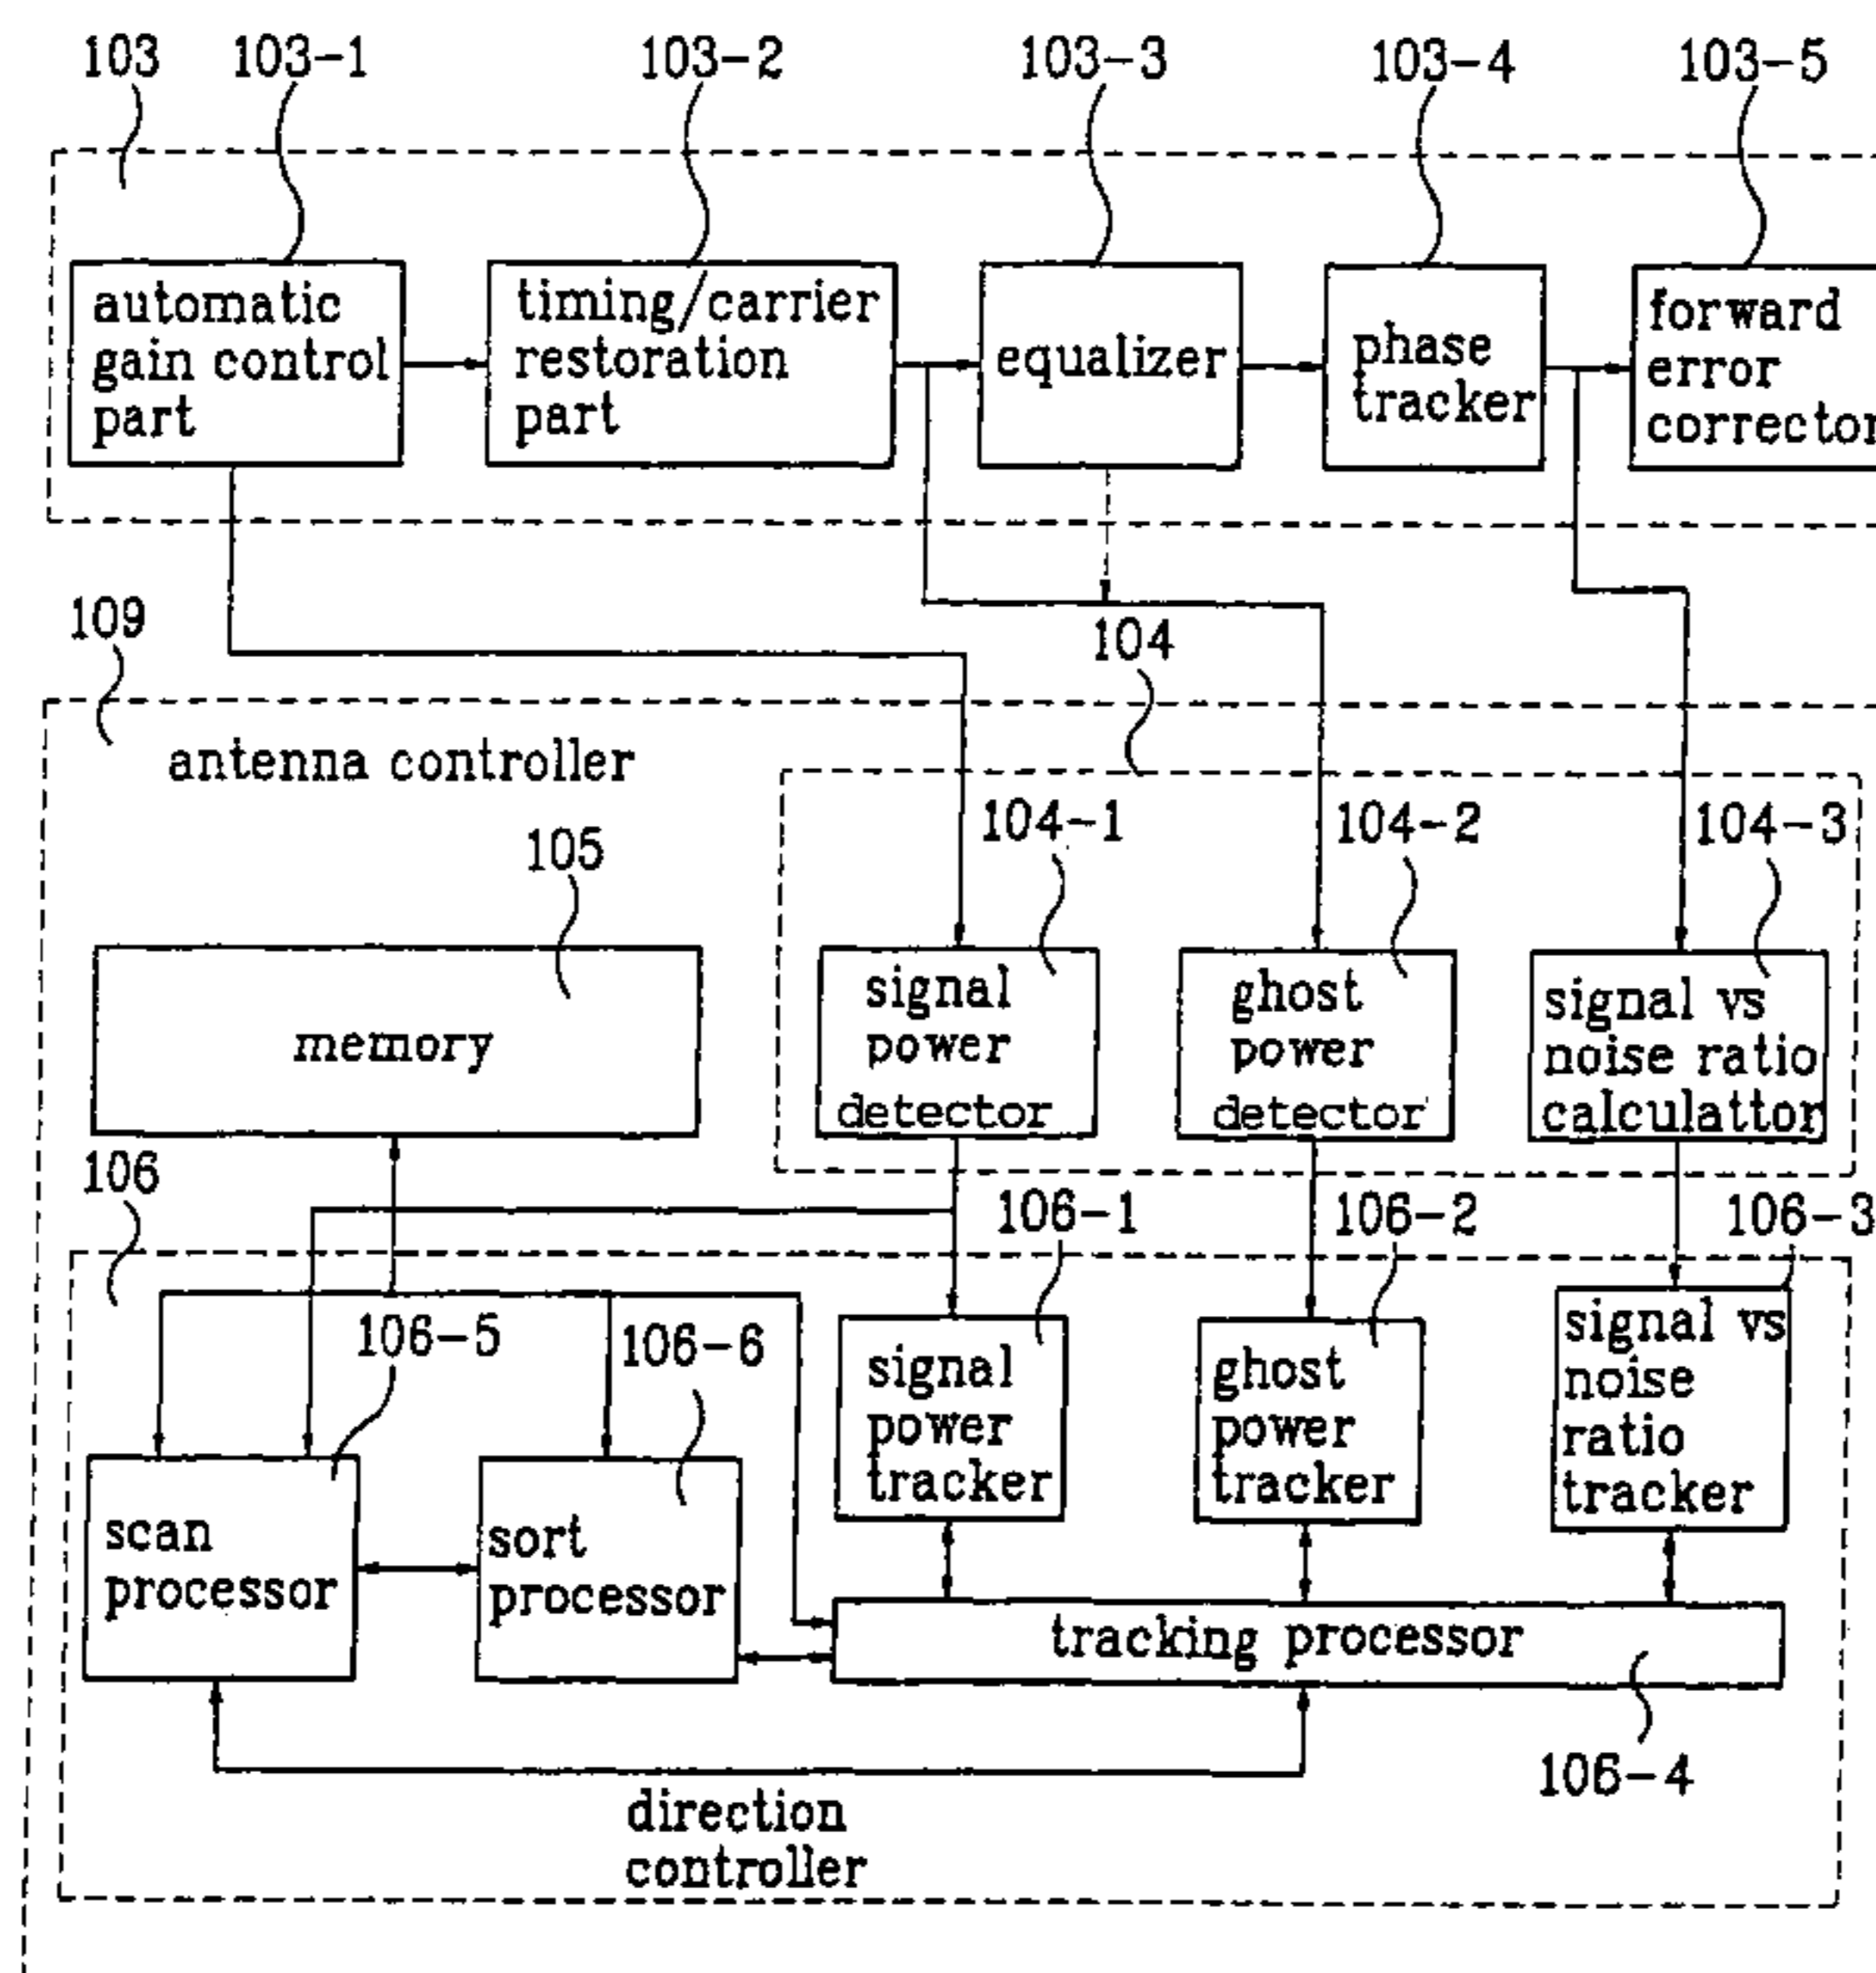 103 103-1 103-2 103-3 103-4 103-5
automatic
gain control
part
timing/carrier
restoration
part
equalizer
phase
tracker
forward
error
corrector
109
104
antenna controller
104-1 104-2 104-3
105
memory
signal
power
detector
ghost
power
detector
signal vs
noise ratio
calculattor
106
106-1 106-2 106-3
106-5 106-6
signal
power
tracker
ghost
power
tracker
signal vs
noise
ratio
tracker
scan
processor
sort
processor
tracking processor
106-4
direction
controller